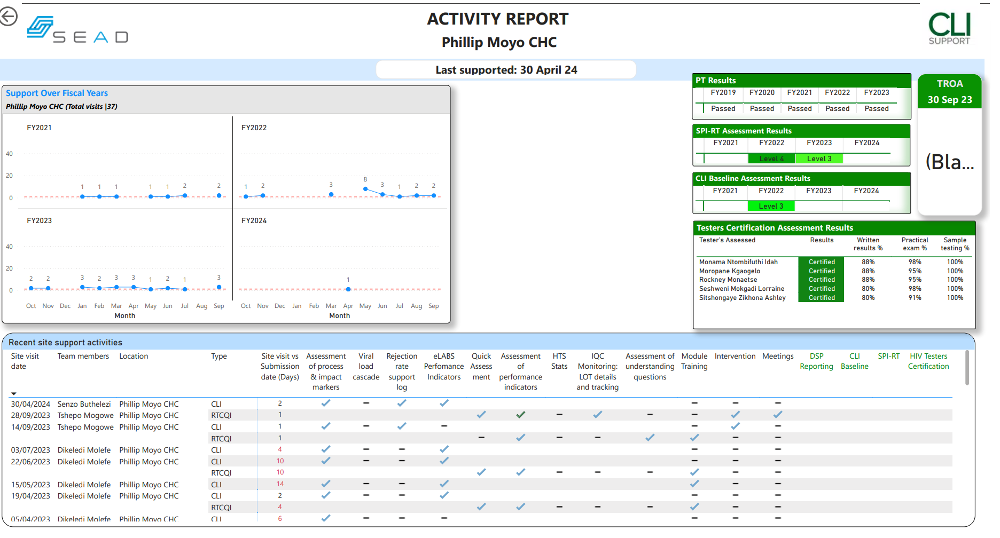 ACTIVITY REPORT
Phillip Moyo CHC
SEAD
CLI
SUPPORT
Last supported: 30 April 24
Support Over Fiscal Years
Phillip Moyo CHC (Total visits |37)
FY2021
40
20
0
1 1 1 1 1 2 2
FY2022
1 2 3 8 3 1 2 2
FY2023
40
20
0
2 2 3 2 3 3 1 2 1 3
Oct Nov Dec Jan Feb Mar Apr May Jun Jul Aug Sep
Month
FY2024
1
Oct Nov Dec Jan Feb Mar Apr May Jun Jul Aug Sep
Month
PT Results
FY2019 FY2020 FY2021 FY2022 FY2023
Passed Passed Passed Passed Passed
SPI-RT Assessment Results
FY2021 FY2022 FY2023 FY2024
Level 4 Level 3
CLI Baseline Assessment Results
FY2021 FY2022 FY2023 FY2024
Level 3
TROA
30 Sep 23
(Bla...
Testers Certification Assessment Results
Tester's Assessed Results Written results % Practical exam % Sample testing %
Monama Ntombifuthi Idah Certified 88% 98% 100%
Moropane Kgaogelo Certified 88% 95% 100%
Rockney Monaetse Certified 88% 95% 100%
Seshweni Mokgadi Lorraine Certified 80% 98% 100%
Sitshongaye Zikhona Ashley Certified 80% 91% 100%
Recent site support activities
Site visit date Team members Location Type Site visit vs Submission date (Days) Assessment of process & impact markers Viral load cascade Rejection rate support log eLABS Perfomance Indicators Quick Assess ment Assessment of performance indicators HTS Stats IQC Monitoring: LOT details and tracking Assessment of understanding questions Module Training Intervention Meetings DSP Reporting CLI Baseline SPI-RT HIV Testers Certification
30/04/2024 Senzo Buthelezi Phillip Moyo CHC CLI 2
28/09/2023 Tshepo Mogowe Phillip Moyo CHC RTCQI 1
14/09/2023 Tshepo Mogowe Phillip Moyo CHC CLI 1
RTCQI 1
03/07/2023 Dikeledi Molefe Phillip Moyo CHC CLI 4
22/06/2023 Dikeledi Molefe Phillip Moyo CHC CLI 10
RTCQI 10
15/05/2023 Dikeledi Molefe Phillip Moyo CHC CLI 14
19/04/2023 Dikeledi Molefe Phillip Moyo CHC CLI 2
RTCQI 4
05/04/2023 Dikeledi Molefe Phillip Moyo CHC CLI 6